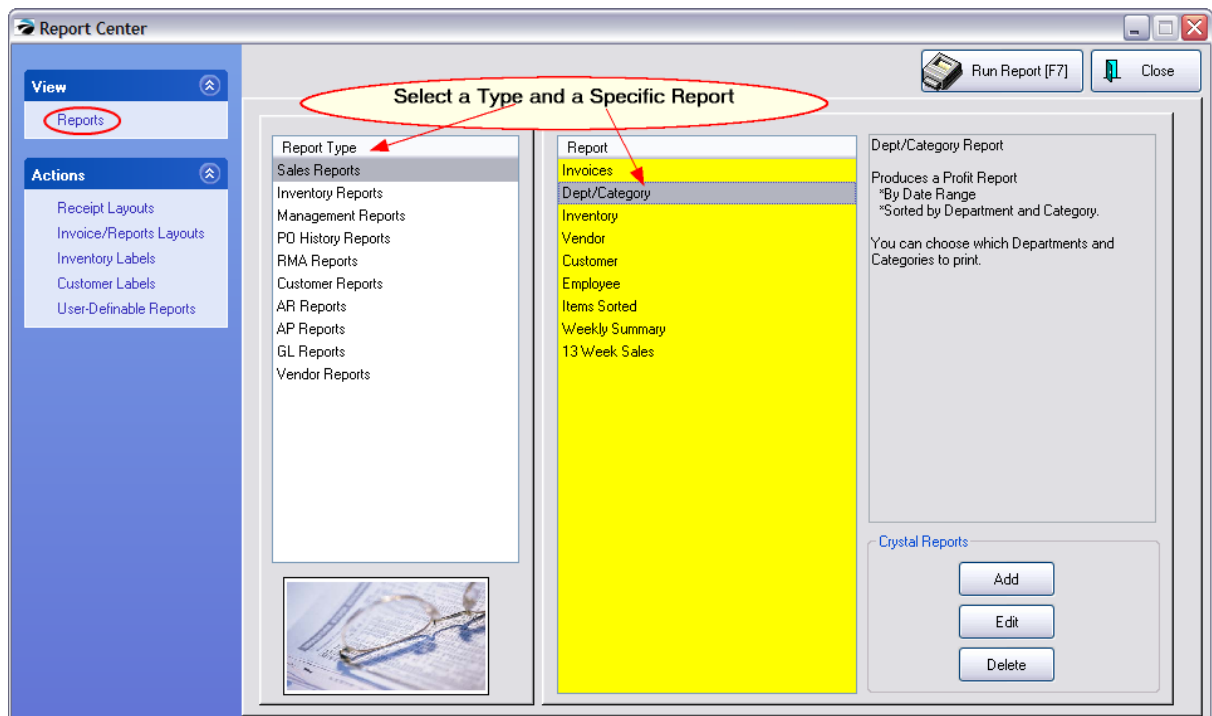 Report Center
Run Report [F7]
Close
View
Reports
Actions
Receipt Layouts
Invoice/Reports Layouts
Inventory Labels
Customer Labels
User-Definable Reports
Select a Type and a Specific Report
Report Type
Sales Reports
Inventory Reports
Management Reports
PO History Reports
RMA Reports
Customer Reports
AR Reports
AP Reports
GL Reports
Vendor Reports
Report
Invoices
Dept/Category
Inventory
Vendor
Customer
Employee
Items Sorted
Weekly Summary
13 Week Sales
Dept/Category Report
Produces a Profit Report
*By Date Range
*Sorted by Department and Category.
You can choose which Departments and
Categories to print.
Crystal Reports
Add
Edit
Delete